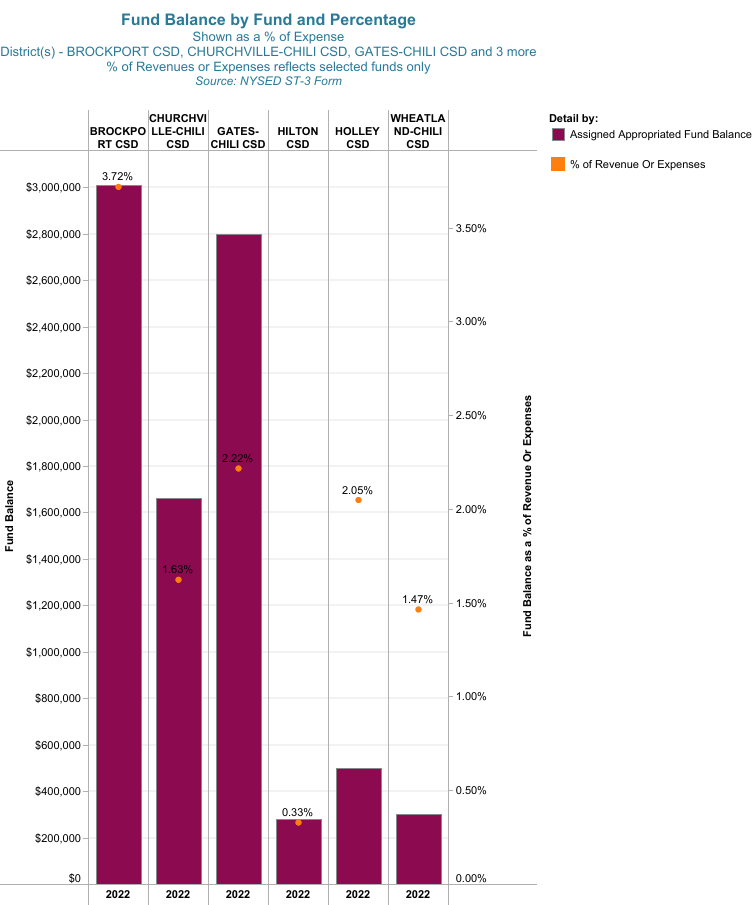 Fund Balance by Fund and Percentage
Shown as a % of Expense
District(s) - BROCKPORT CSD, CHURCHVILLE-CHILI CSD, GATES-CHILI CSD and 3 more
% of Revenues or Expenses reflects selected funds only
Source: NYSED ST-3 Form
BROCKPO
RT CSD
CHURCHVI
LLE-CHILI
CSD
GATES-
CHILI CSD
HILTON
CSD
HOLLEY
CSD
WHEATLA
ND-CHILI
CSD
Detail by:
Assigned Appropriated Fund Balance
% of Revenue Or Expenses
Fund Balance
$3,000,000
$2,800,000
$2,600,000
$2,400,000
$2,200,000
$2,000,000
$1,800,000
$1,600,000
$1,400,000
$1,200,000
$1,000,000
$800,000
$600,000
$400,000
$200,000
$0
3.72%
1.63%
2.22%
0.33%
2.05%
1.47%
3.50%
3.00%
2.50%
2.00%
1.50%
1.00%
0.50%
0.00%
Fund Balance as a % of Revenue Or Expenses
2022
2022
2022
2022
2022
2022